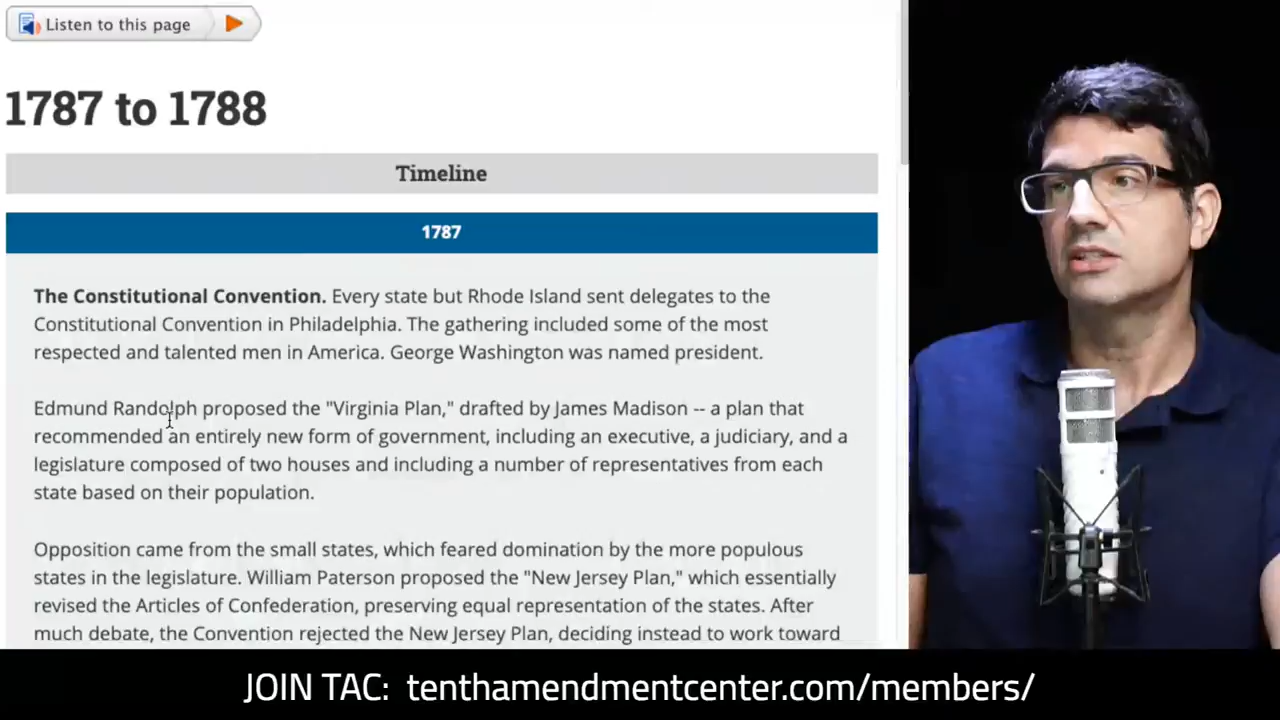 Listen to this page
1787 to 1788
Timeline
1787
The Constitutional Convention. Every state but Rhode Island sent delegates to the
Constitutional Convention in Philadelphia. The gathering included some of the most
respected and talented men in America. George Washington was named president.
Edmund Randolph proposed the "Virginia Plan," drafted by James Madison -- a plan that
recommended an entirely new form of government, including an executive, a judiciary, and a
legislature composed of two houses and including a number of representatives from each
state based on their population.
Opposition came from the small states, which feared domination by the more populous
states in the legislature. William Paterson proposed the "New Jersey Plan," which essentially
revised the Articles of Confederation, preserving equal representation of the states. After
much debate, the Convention rejected the New Jersey Plan, deciding instead to work toward
JOIN TAC: tenthamendmentcenter.com/members/